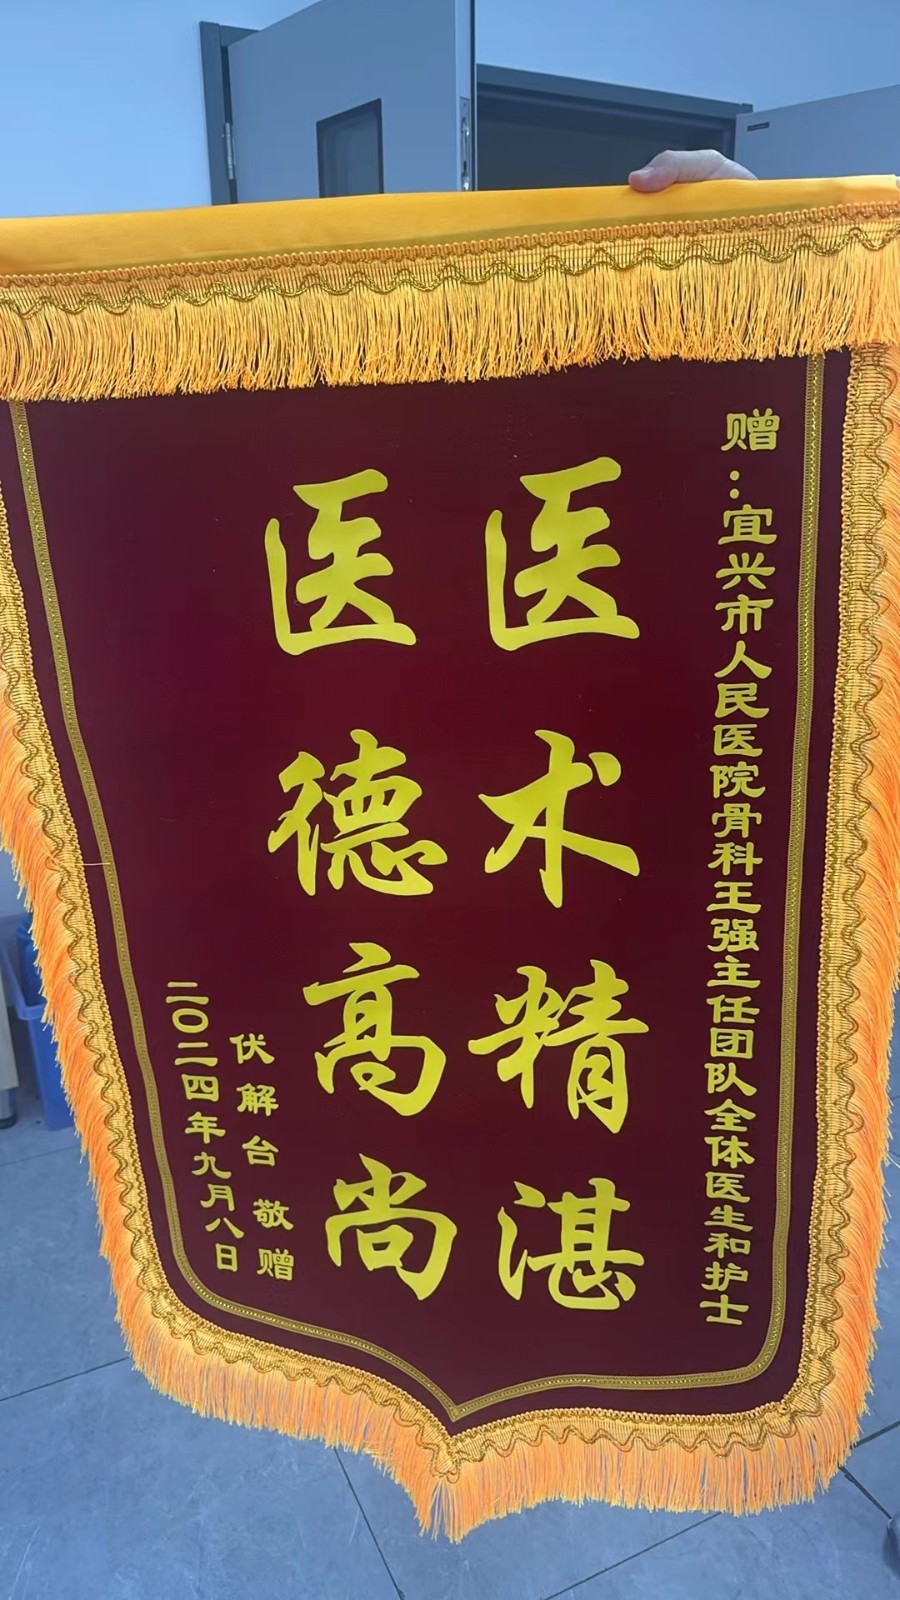 赠：宜兴市人民医院骨科王强主任团队全体医生和护士
医术精湛
医德高尚
伏解台 敬赠
二〇二四年九月八日